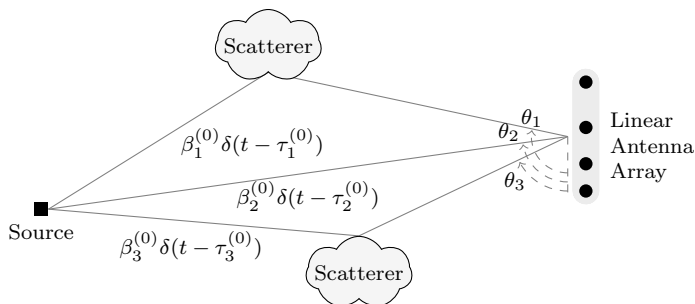 Scatterer
θ₁
θ₂
Linear
Antenna
Array
β₁⁽⁰⁾δ(t − τ₁⁽⁰⁾)
θ₃
β₂⁽⁰⁾δ(t − τ₂⁽⁰⁾)
Source
β₃⁽⁰⁾δ(t − τ₃⁽⁰⁾)
Scatterer